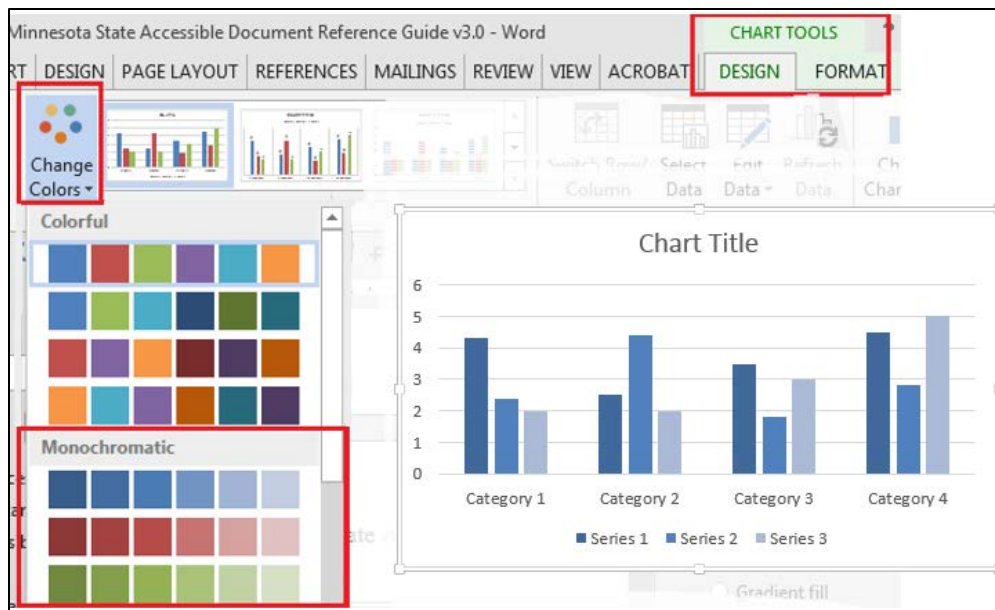 Minnesota State Accessible Document Reference Guide v3.0 - Word CHART TOOLS
RT DESIGN PAGE LAYOUT REFERENCES MAILINGS REVIEW VIEW ACROBAT DESIGN FORMAT
Change
Colors
Switch Row/ Select Edit Refresh Ch
Column Data Data Data Char
Colorful
Monochromatic
Chart Title
6
5
4
3
2
1
0
Category 1 Category 2 Category 3 Category 4
Series 1 Series 2 Series 3
Gradient fill